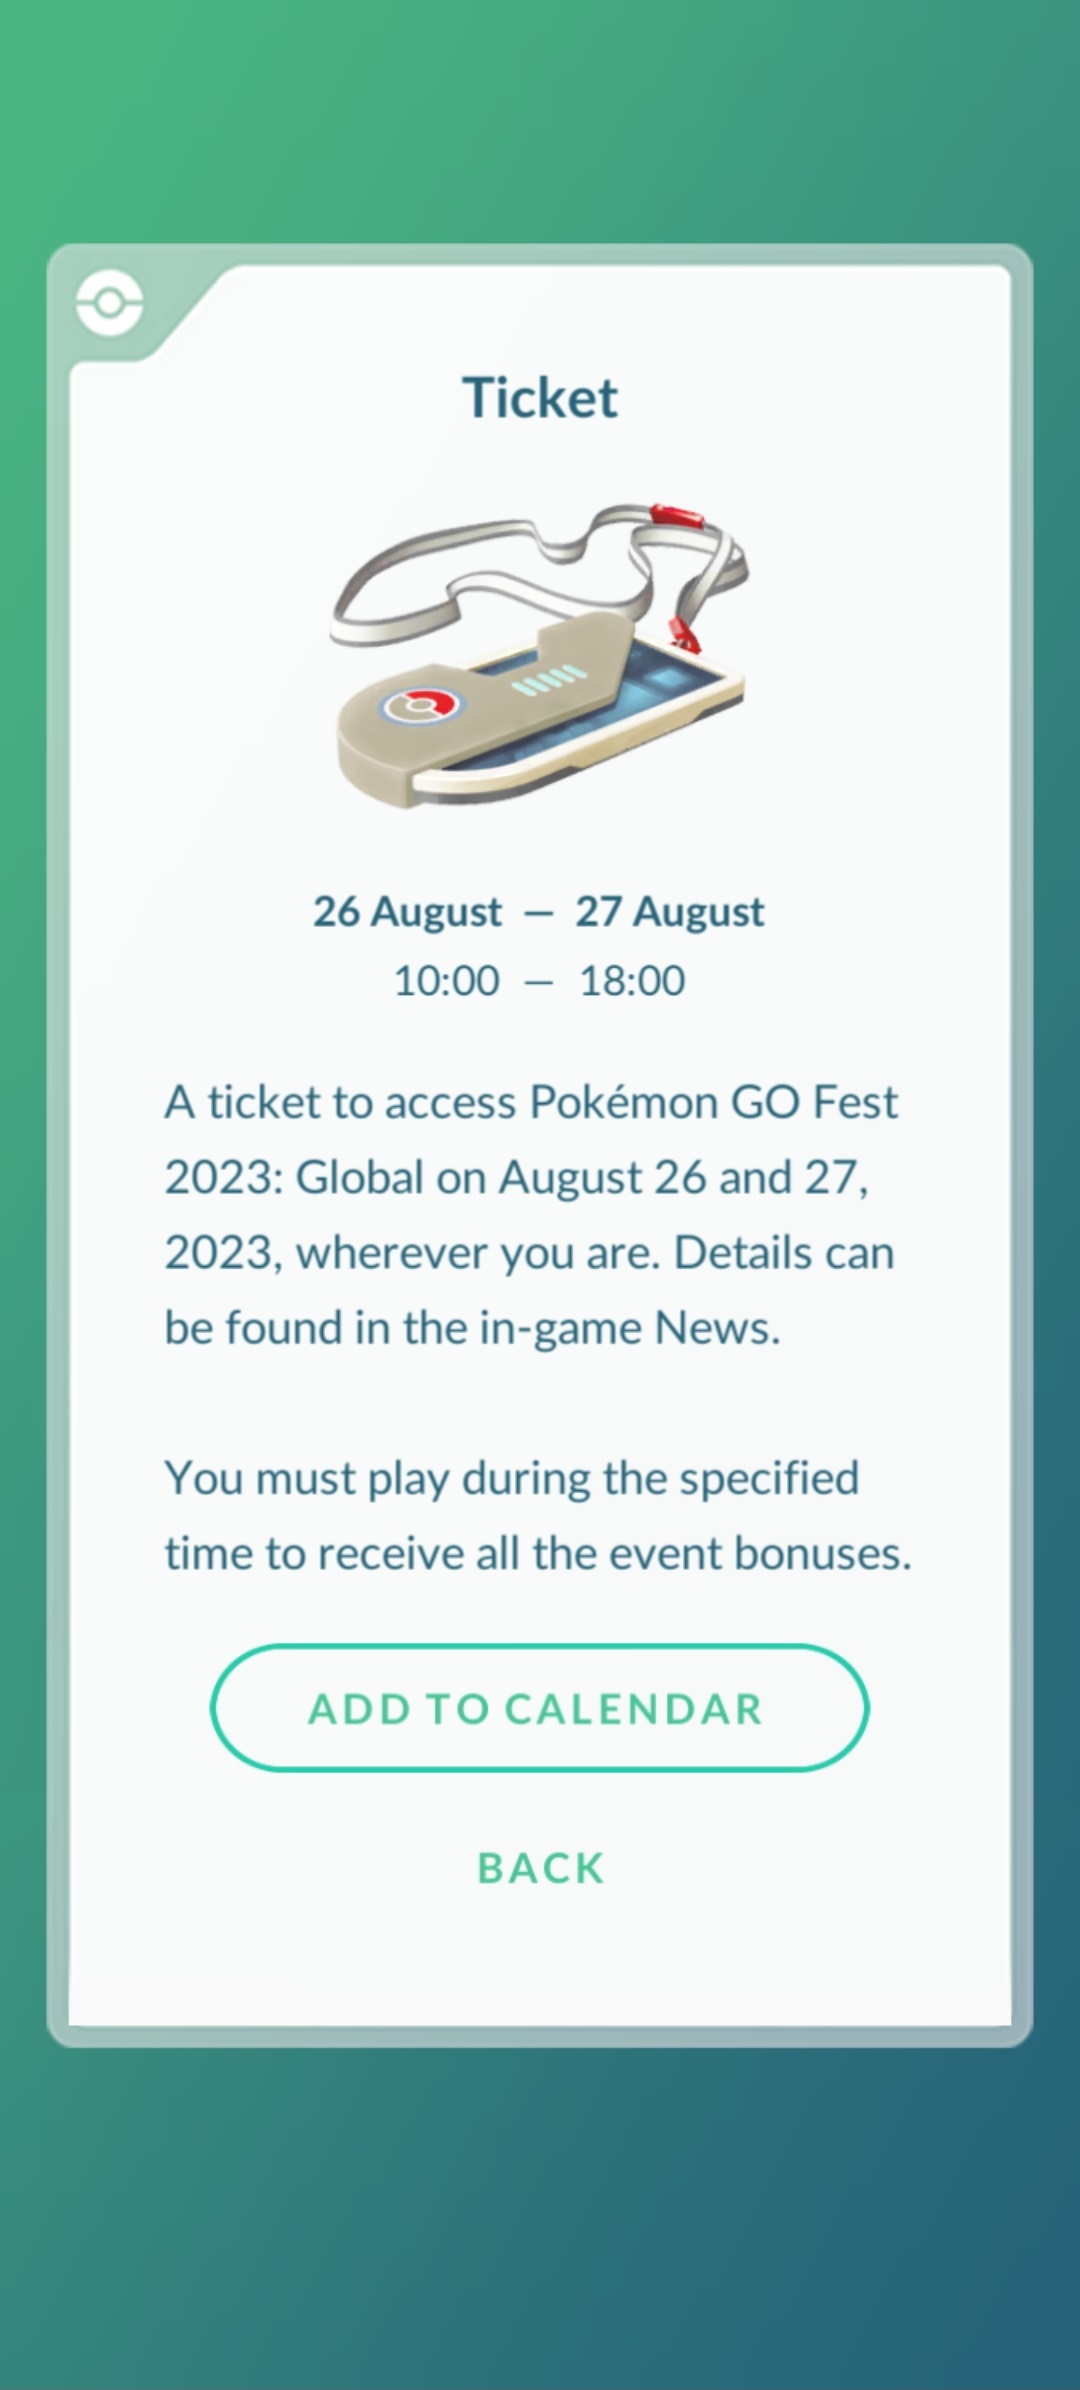 Ticket
26 August — 27 August
10:00 — 18:00
A ticket to access Pokémon GO Fest
2023: Global on August 26 and 27,
2023, wherever you are. Details can
be found in the in-game News.
You must play during the specified
time to receive all the event bonuses.
ADD TO CALENDAR
BACK